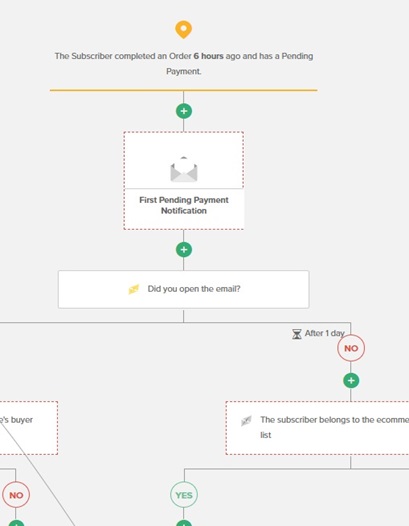 The Subscriber completed an Order 6 hours ago and has a Pending
Payment.
First Pending Payment
Notification
Did you open the email?
After 1 day
NO
e's buyer
The subscriber belongs to the ecomme
list
NO
YES